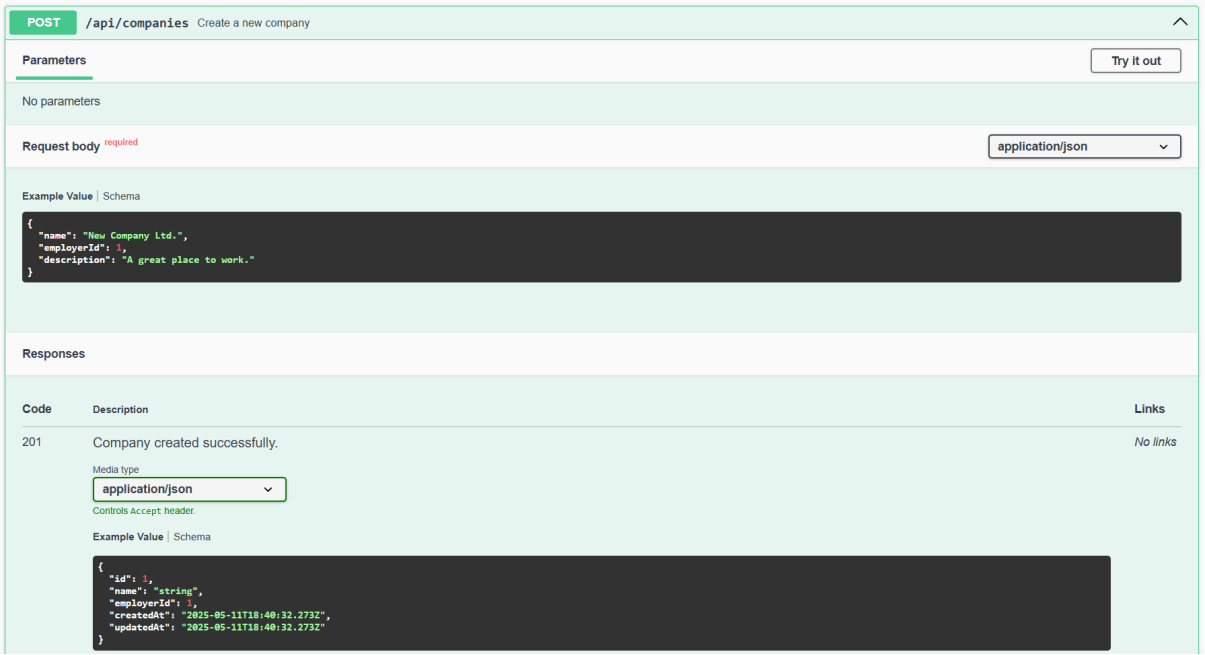 POST /api/companies Create a new company
Parameters Try it out
No parameters
Request body required application/json
Example Value | Schema
{
  "name": "New Company Ltd.",
  "employerId": 1,
  "description": "A great place to work."
}
Responses
Code Description Links
201 Company created successfully. No links
Media type
application/json
Controls Accept header.
Example Value | Schema
{
  "id": 1,
  "name": "string",
  "employerId": 1,
  "createdAt": "2025-05-11T18:40:32.273Z",
  "updatedAt": "2025-05-11T18:40:32.273Z"
}